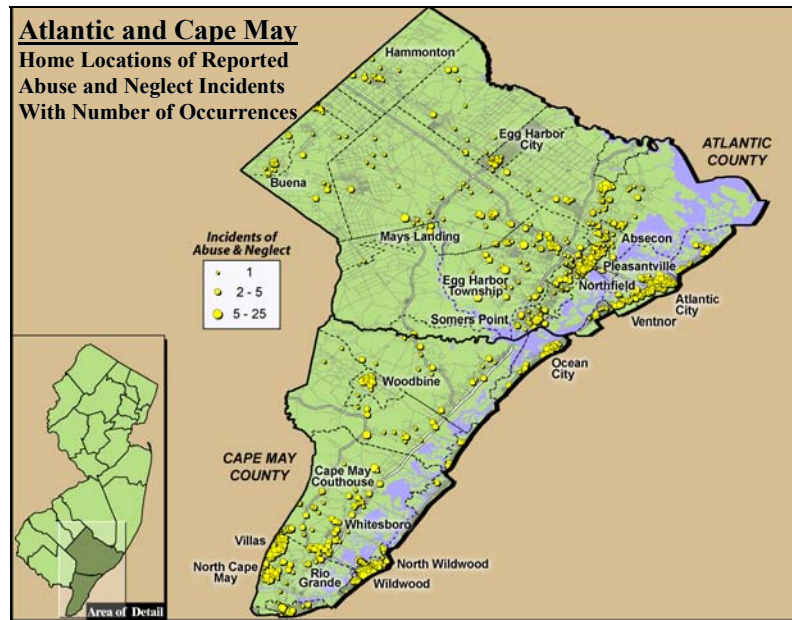 Atlantic and Cape May
Home Locations of Reported
Abuse and Neglect Incidents
With Number of Occurrences
Hammonton
Egg Harbor
City
ATLANTIC
COUNTY
Buena
Mays Landing
Absecon
Pleasantville
Egg Harbor
Township
Northfield
Atlantic
City
Somers Point
Ventnor
Incidents of
Abuse & Neglect
1
2 - 5
5 - 25
Ocean
City
Woodbine
CAPE MAY
COUNTY
Cape May
Couthouse
Whitesboro
Villas
North Cape
May
Rio
Grande
North Wildwood
Wildwood
Area of Detail